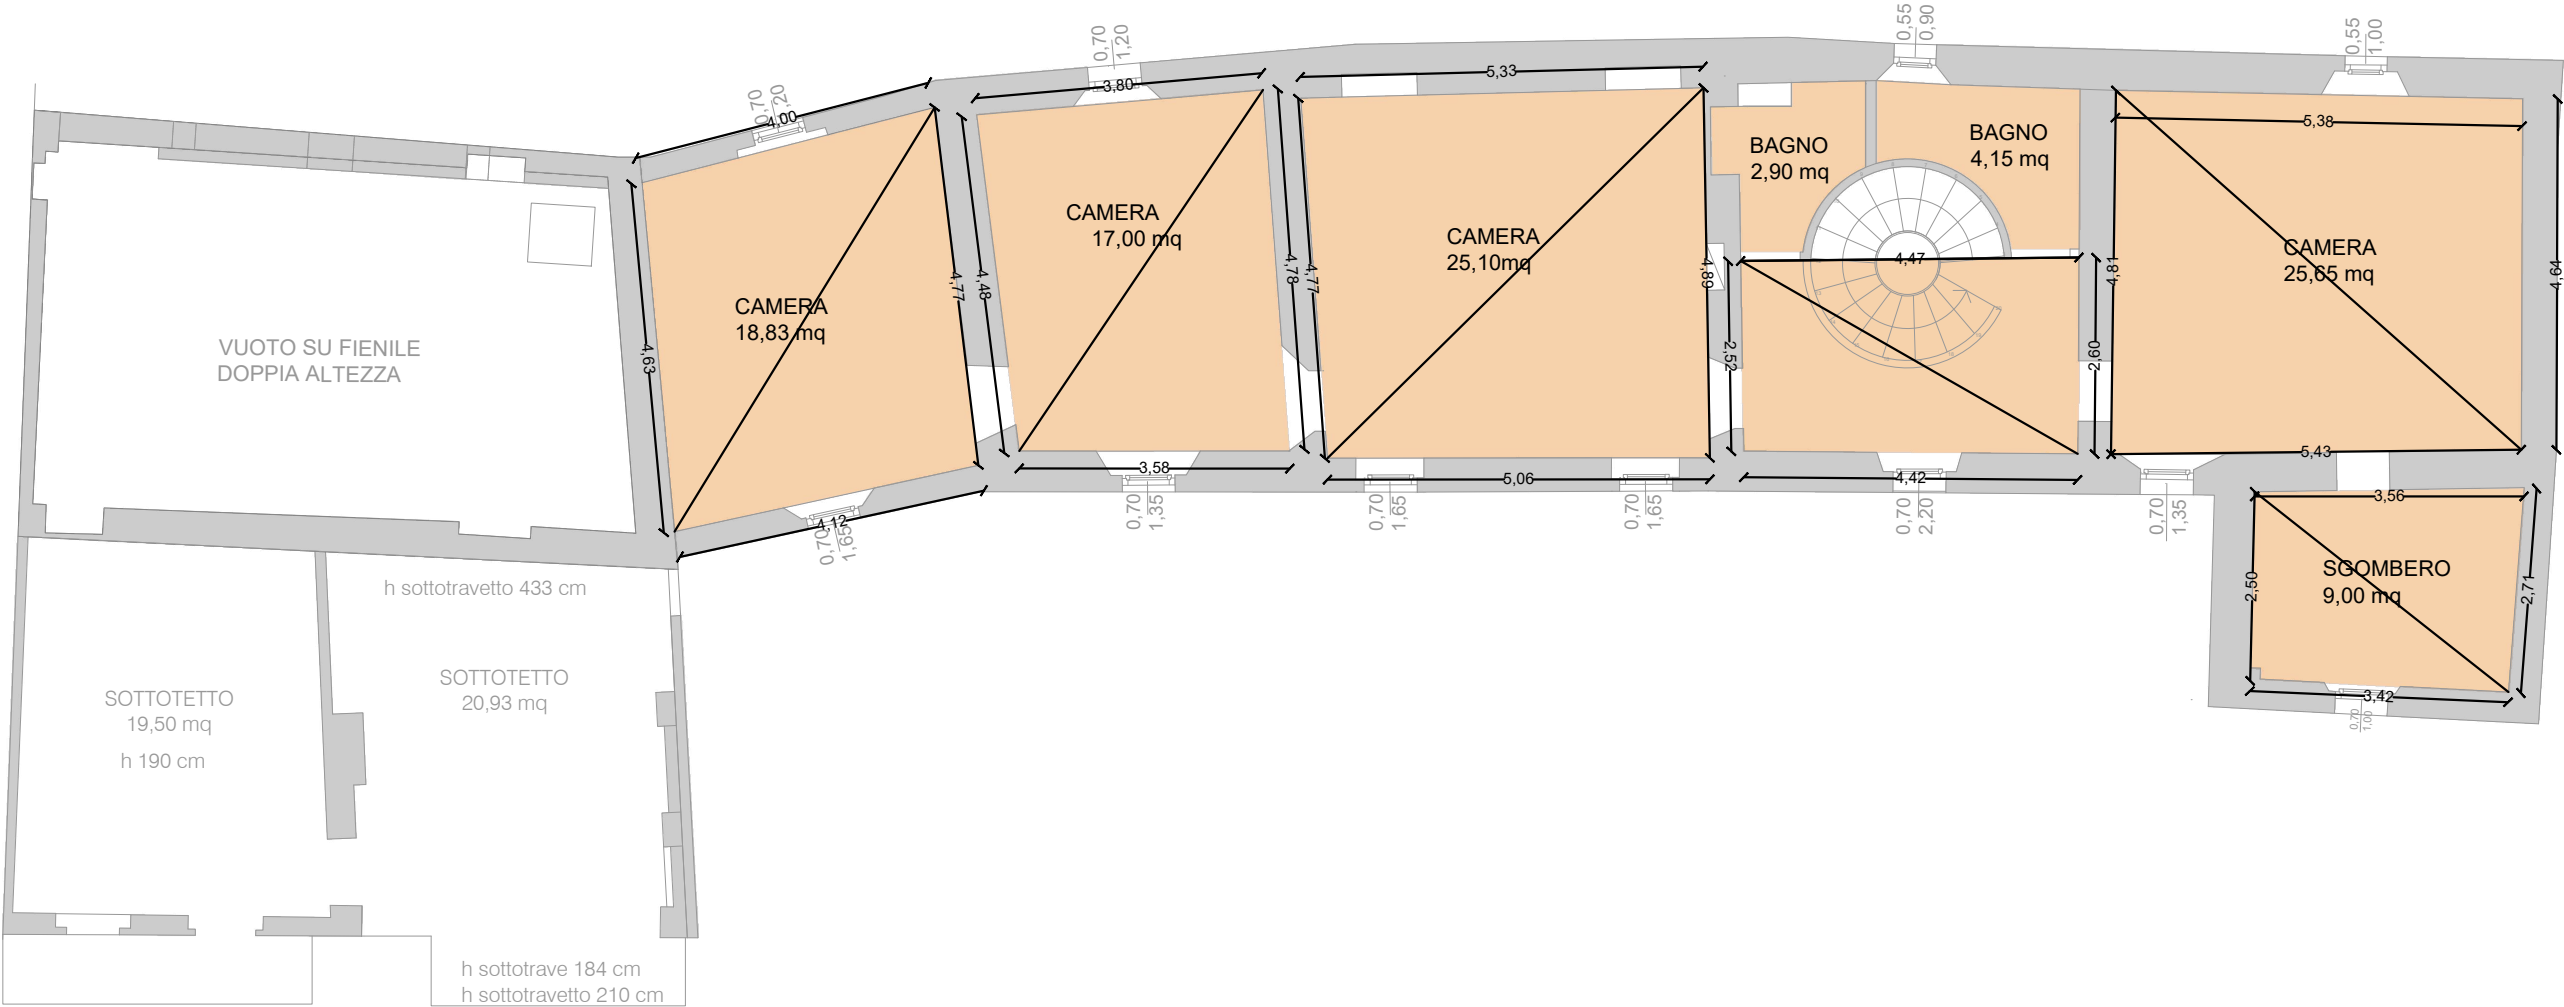 0,70
1,20
4,00
0,70
1,20
3,80
5,33
0,55
0,90
0,55
1,00
5,38
BAGNO
2,90 mq
BAGNO
4,15 mq
CAMERA
17,00 mq
CAMERA
25,10mq
CAMERA
25,65 mq
CAMERA
18,83 mq
VUOTO SU FIENILE
DOPPIA ALTEZZA
4,63
4,77
4,48
4,78
4,77
4,89
4,47
2,52
2,60
4,81
4,64
3,58
5,06
4,42
5,43
4,12
0,70
1,65
0,70
1,35
0,70
1,65
0,70
1,65
0,70
2,20
0,70
1,35
3,56
2,50
SGOMBERO
9,00 mq
2,71
3,42
0,70
1,00
h sottotravetto 433 cm
SOTTOTETTO
19,50 mq
h 190 cm
SOTTOTETTO
20,93 mq
h sottotrave 184 cm
h sottotravetto 210 cm